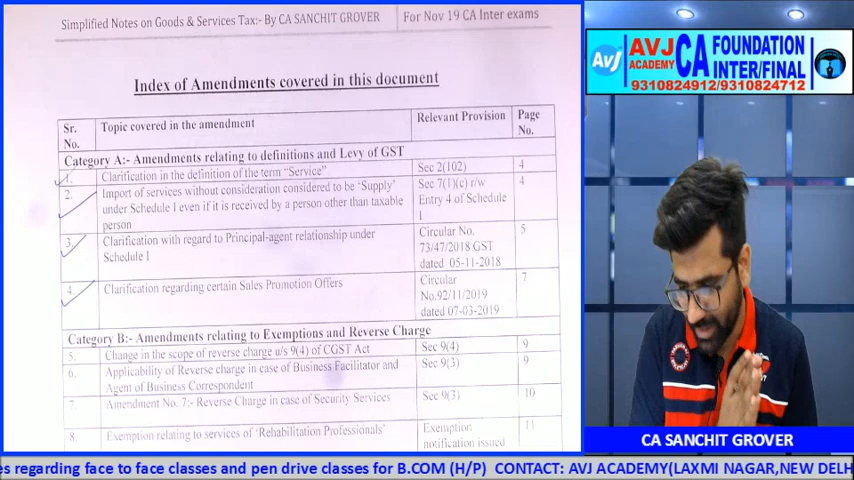 Simplified Notes on Goods & Services Tax:- By CA SANCHIT GROVER For Nov 19 CA Inter exams
Index of Amendments covered in this document
Sr. No. Topic covered in the amendment Relevant Provision Page No.
Category A:- Amendments relating to definitions and Levy of GST
1. Clarification in the definition of the term "Service" Sec 2(102) 4
2. Import of services without consideration considered to be 'Supply' Sec 7(1)(c) r/w 4
under Schedule I even if it is received by a person other than taxable Entry 4 of Schedule
person I
3. Clarification with regard to Principal-agent relationship under Circular No. 5
Schedule I 73/47/2018 GST
dated 05-11-2018
4. Clarification regarding certain Sales Promotion Offers Circular 7
No.92/11/2019
dated 07-03-2019
Category B:- Amendments relating to Exemptions and Reverse Charge
5. Change in the scope of reverse charge u/s 9(4) of CGST Act Sec 9(4) 9
6. Applicability of Reverse charge in case of Business Facilitator and Sec 9(3) 9
Agent of Business Correspondent
7. Amendment No. 7:- Reverse Charge in case of Security Services Sec 9(3) 10
8. Exemption relating to services of 'Rehabilitation Professionals' Exemption 11
notification issued
AVJ
AVJ ACADEMY
CA FOUNDATION
INTER/FINAL
9310824912/9310824712
CA SANCHIT GROVER
es regarding face to face classes and pen drive classes for B.COM (H/P) CONTACT: AVJ ACADEMY(LAXMI NAGAR,NEW DELH